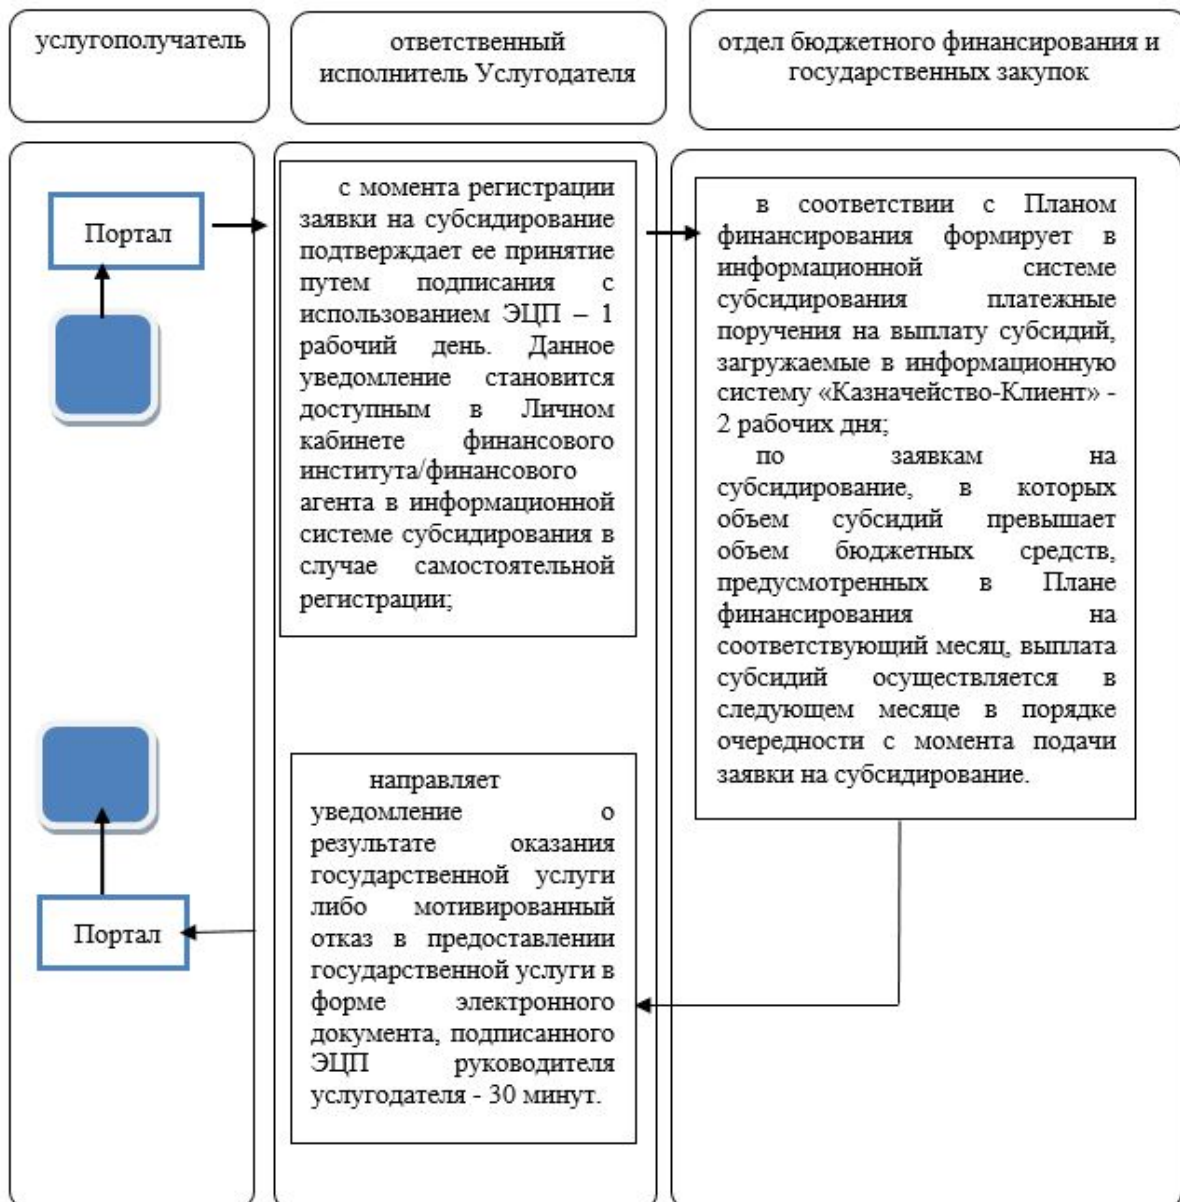 услугополучатель
ответственный
исполнитель Услугодателя
отдел бюджетного финансирования и
государственных закупок
Портал
с момента регистрации
заявки на субсидирование
подтверждает ее принятие
путем подписания с
использованием ЭЦП – 1
рабочий день. Данное
уведомление становится
доступным в Личном
кабинете финансового
института/финансового
агента в информационной
системе субсидирования в
случае самостоятельной
регистрации;
в соответствии с Планом
финансирования формирует в
информационной системе
субсидирования платежные
поручения на выплату субсидий,
загружаемые в информационную
систему «Казначейство-Клиент» -
2 рабочих дня;
по заявкам на
субсидирование, в которых
объем субсидий превышает
объем бюджетных средств,
предусмотренных в Плане
финансирования на
соответствующий месяц, выплата
субсидий осуществляется в
следующем месяце в порядке
очередности с момента подачи
заявки на субсидирование.
направляет
уведомление о
результате оказания
государственной услуги
либо мотивированный
отказ в предоставлении
государственной услуги в
форме электронного
документа, подписанного
ЭЦП руководителя
услугодателя - 30 минут.
Портал